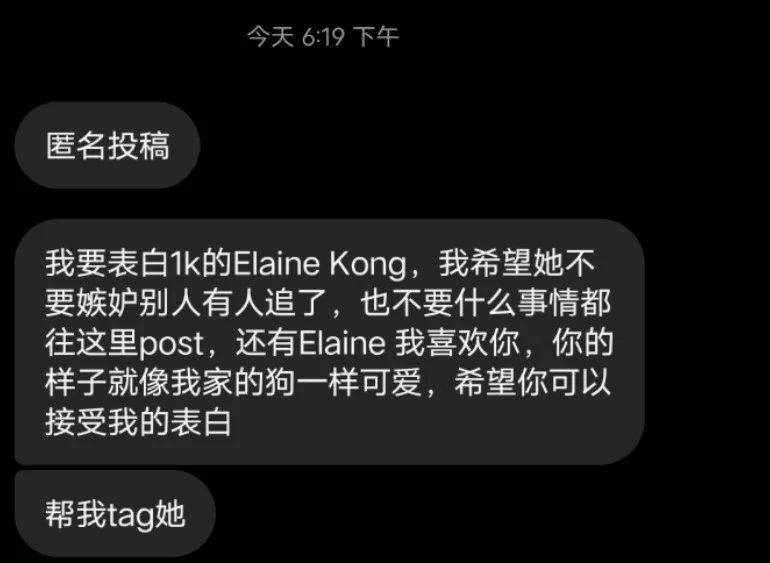 今天 6:19 下午
匿名投稿
我要表白1k的Elaine Kong，我希望她不
要嫉妒别人有人追了，也不要什么事情都
往这里post，还有Elaine 我喜欢你，你的
样子就像我家的狗一样可爱，希望你可以
接受我的表白
帮我tag她